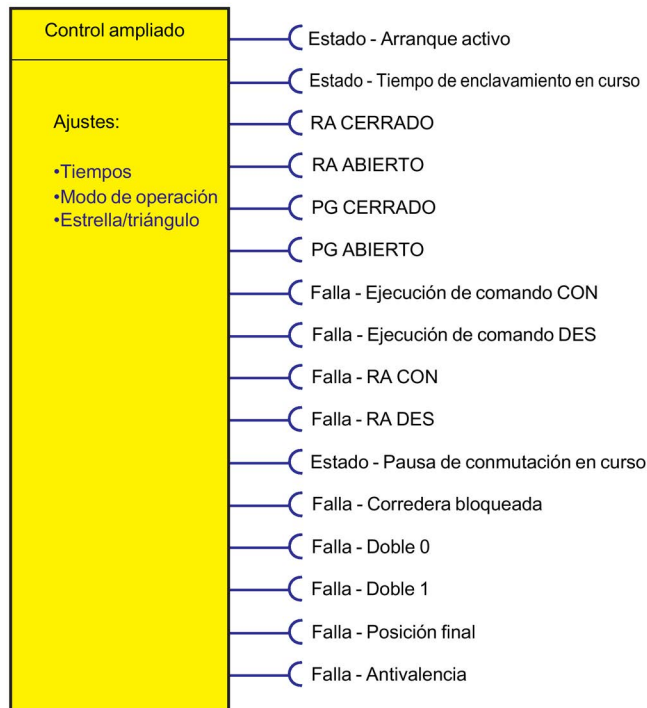 Control ampliado
Ajustes:
•Tiempos
•Modo de operación
•Estrella/triángulo
Estado - Arranque activo
Estado - Tiempo de enclavamiento en curso
RA CERRADO
RA ABIERTO
PG CERRADO
PG ABIERTO
Falla - Ejecución de comando CON
Falla - Ejecución de comando DES
Falla - RA CON
Falla - RA DES
Estado - Pausa de conmutación en curso
Falla - Corredera bloqueada
Falla - Doble 0
Falla - Doble 1
Falla - Posición final
Falla - Antivalencia